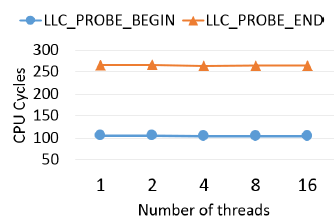 LLC_PROBE_BEGIN LLC_PROBE_END
CPU Cycles
300
250
200
150
100
50
1 2 4 8 16
Number of threads